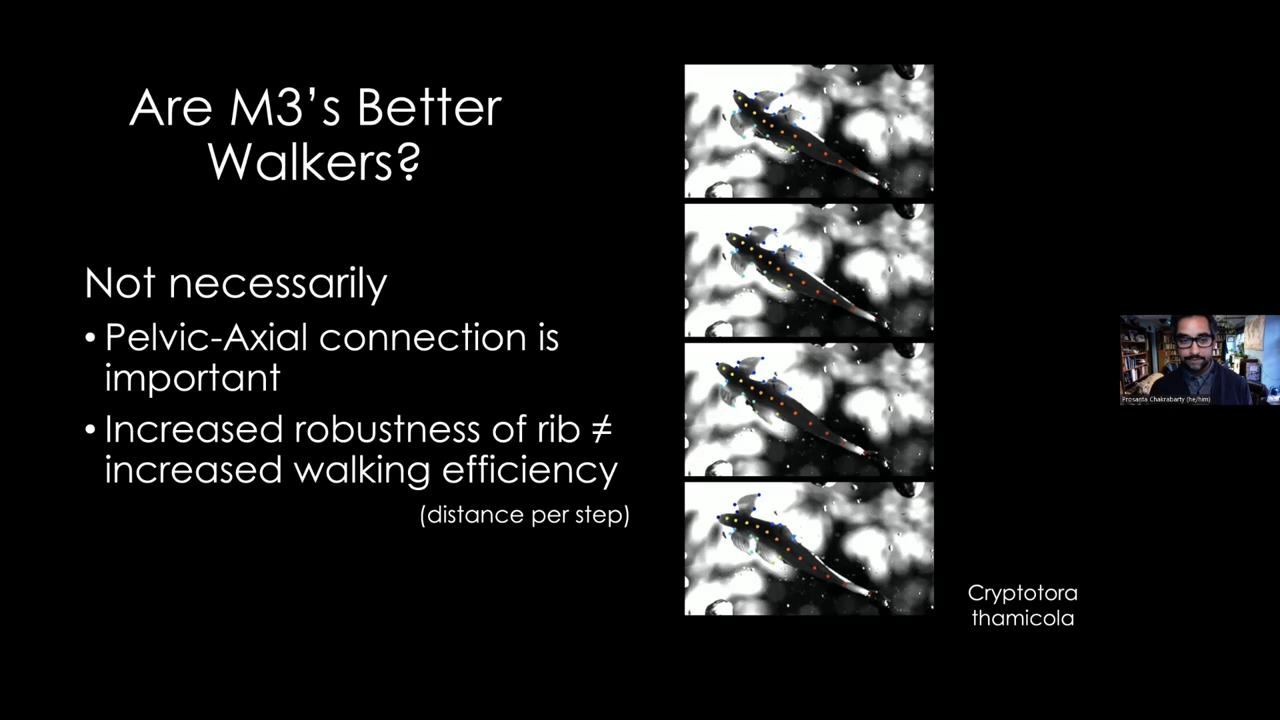 Are M3's Better
Walkers?
Not necessarily
• Pelvic-Axial connection is
important
• Increased robustness of rib ≠
increased walking efficiency
(distance per step)
Cryptotora
thamicola
Prosanta Chakrabarty (he/him)